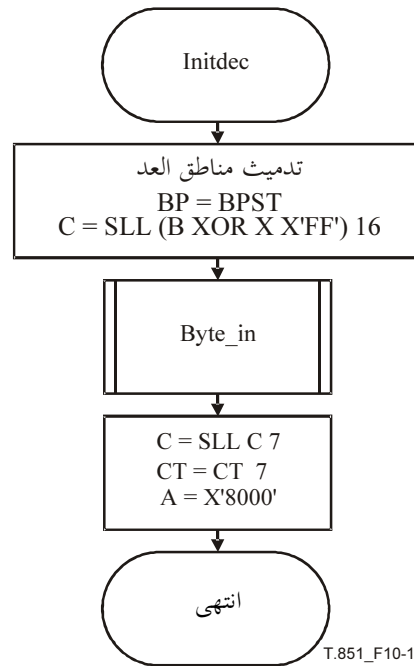 Initdec
تدميث مناطق العد
BP = BPST
C = SLL (B XOR X X'FF') 16
Byte_in
C = SLL C 7
CT = CT 7
A = X'8000'
انتهى
T.851_F10-1